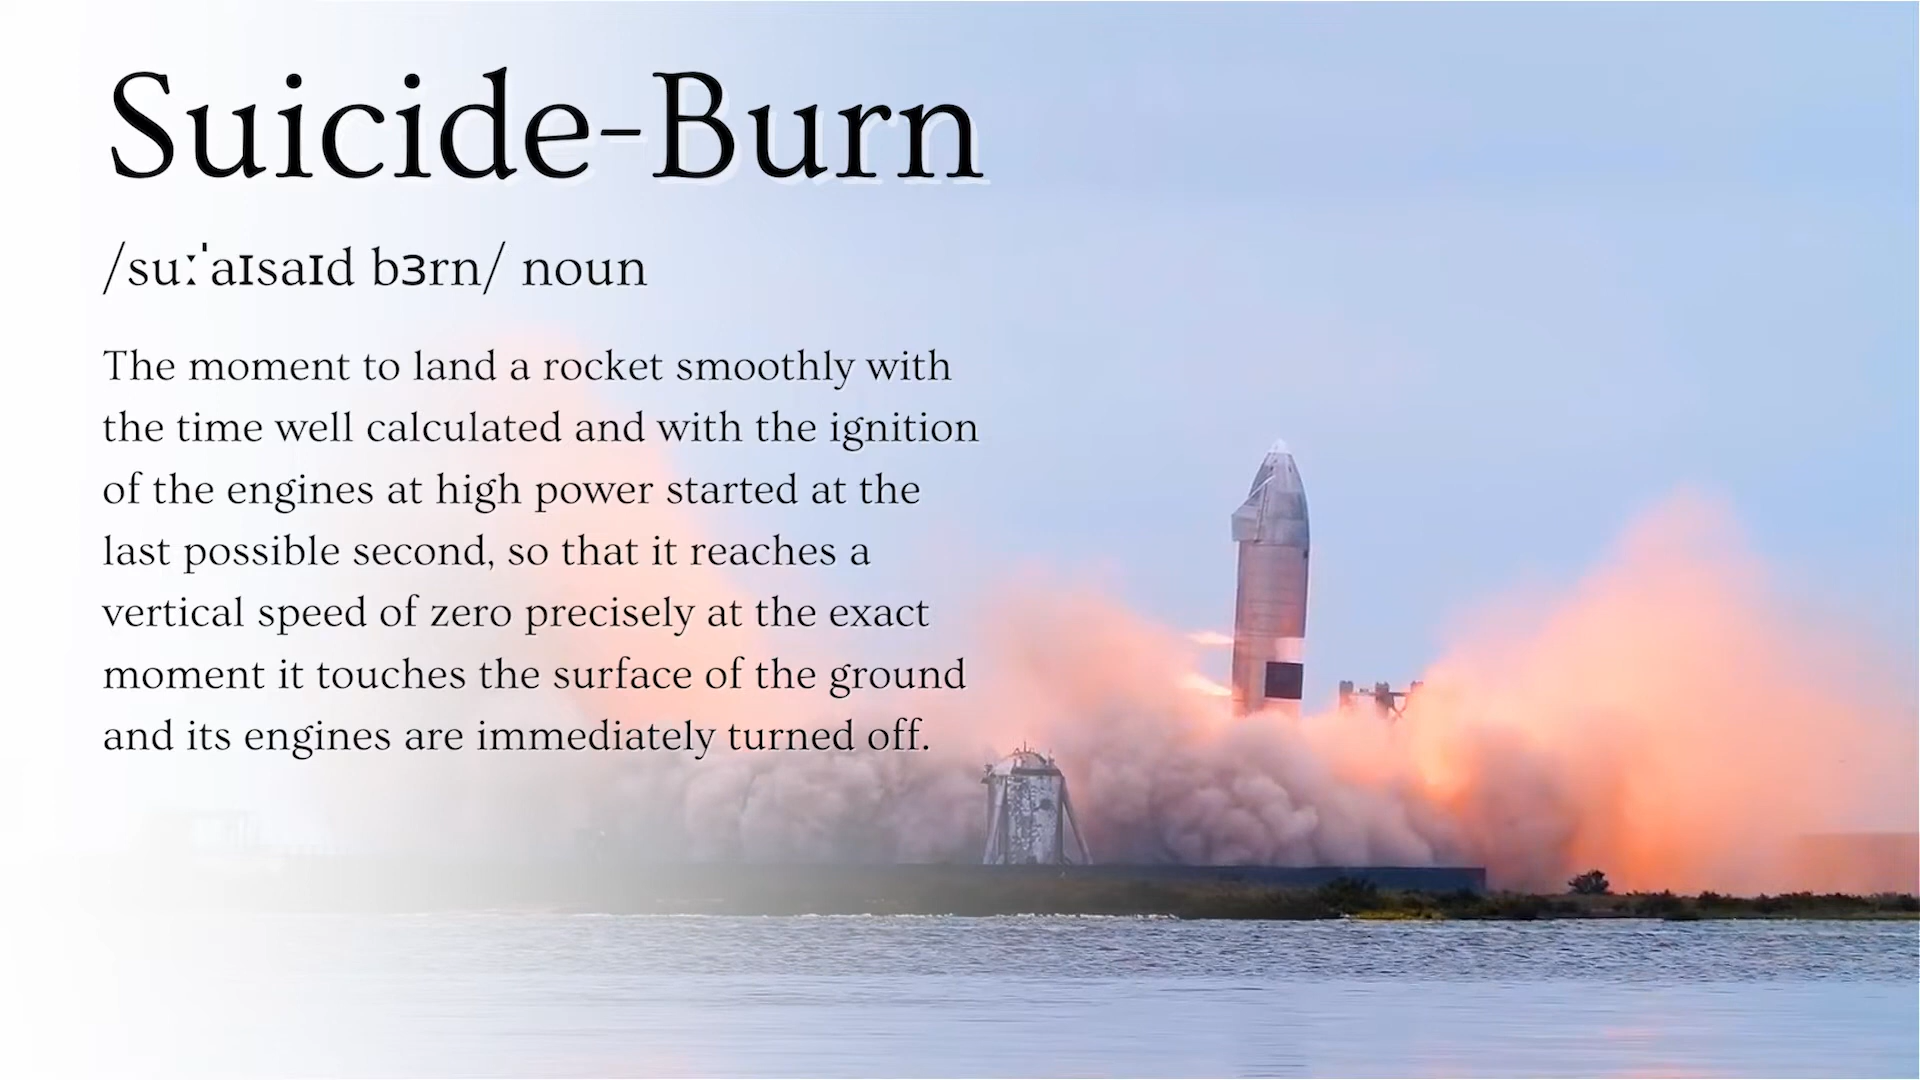 Suicide-Burn
/suːˈaɪsaɪd bɜrn/ noun
The moment to land a rocket smoothly with
the time well calculated and with the ignition
of the engines at high power started at the
last possible second, so that it reaches a
vertical speed of zero precisely at the exact
moment it touches the surface of the ground
and its engines are immediately turned off.